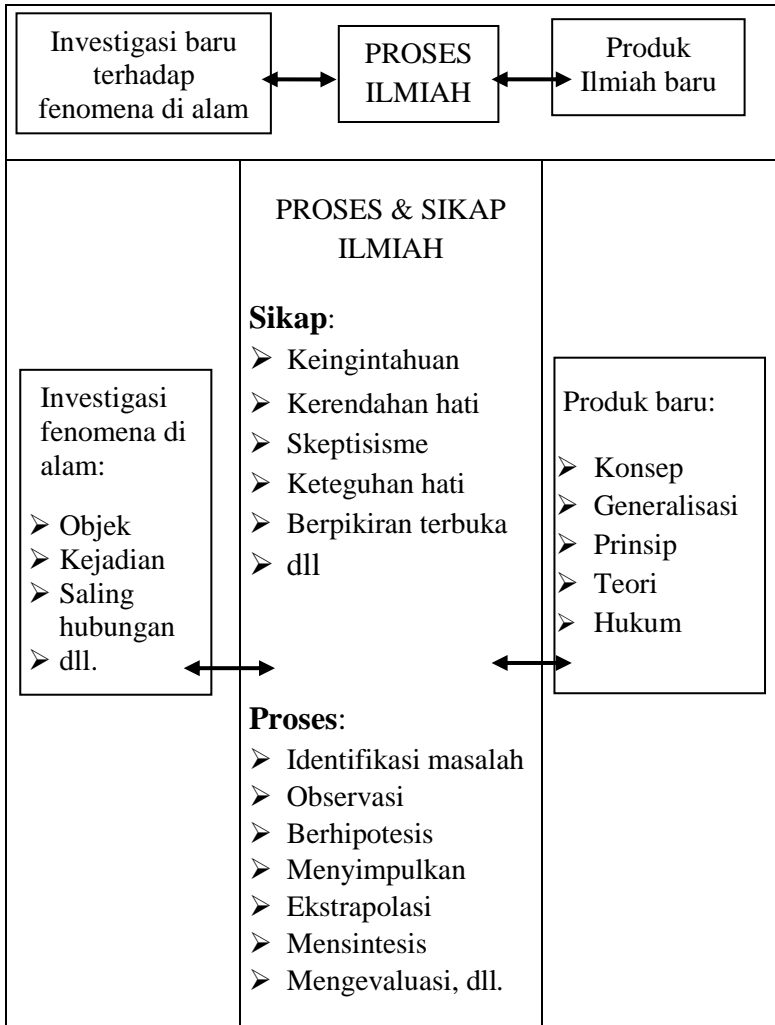 Investigasi baru
terhadap
fenomena di alam
PROSES
ILMIAH
Produk
Ilmiah baru
Investigasi
fenomena di
alam:
➢ Objek
➢ Kejadian
➢ Saling
hubungan
➢ dll.
PROSES & SIKAP
ILMIAH
Sikap:
➢ Keingintahuan
➢ Kerendahan hati
➢ Skeptisisme
➢ Keteguhan hati
➢ Berpikiran terbuka
➢ dll
Proses:
➢ Identifikasi masalah
➢ Observasi
➢ Berhipotesis
➢ Menyimpulkan
➢ Ekstrapolasi
➢ Mensintesis
➢ Mengevaluasi, dll.
Produk baru:
➢ Konsep
➢ Generalisasi
➢ Prinsip
➢ Teori
➢ Hukum